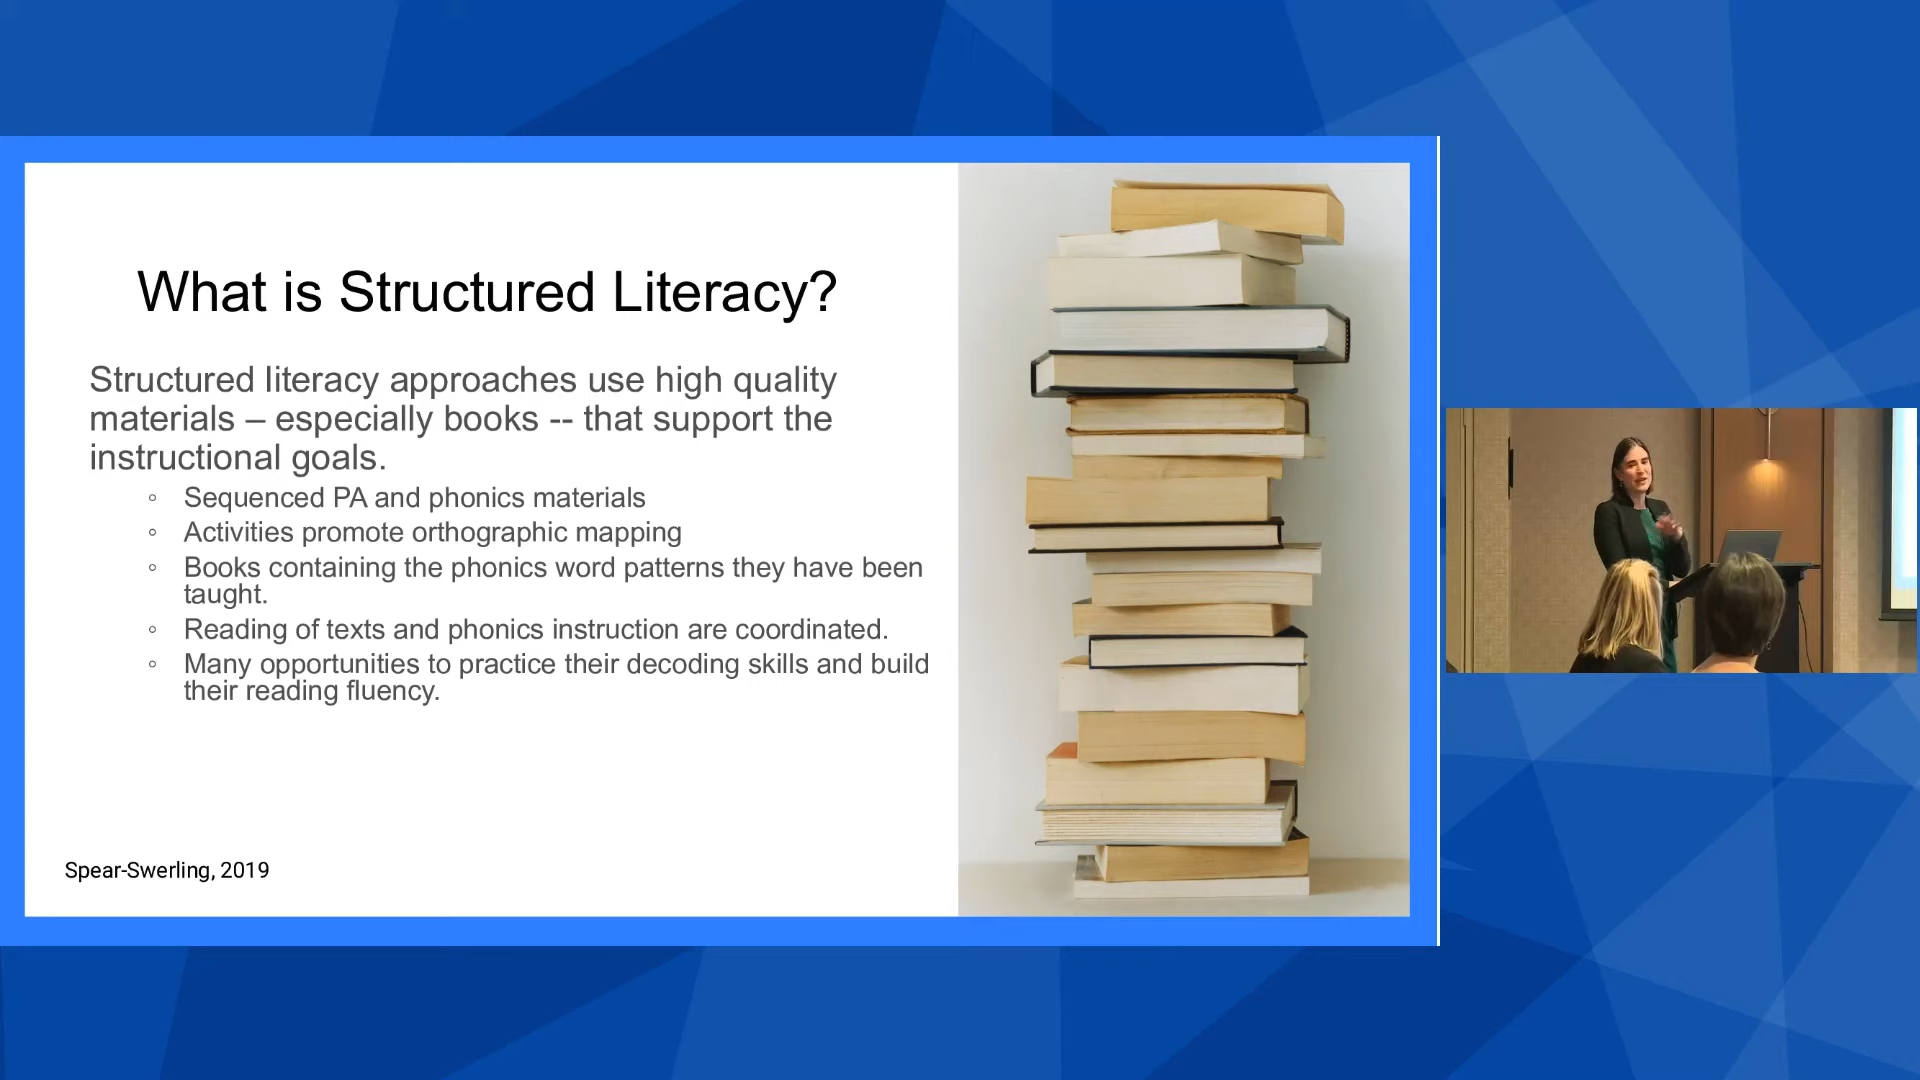 What is Structured Literacy?
Structured literacy approaches use high quality
materials – especially books -- that support the
instructional goals.
◦ Sequenced PA and phonics materials
◦ Activities promote orthographic mapping
◦ Books containing the phonics word patterns they have been
taught.
◦ Reading of texts and phonics instruction are coordinated.
◦ Many opportunities to practice their decoding skills and build
their reading fluency.
Spear-Swerling, 2019